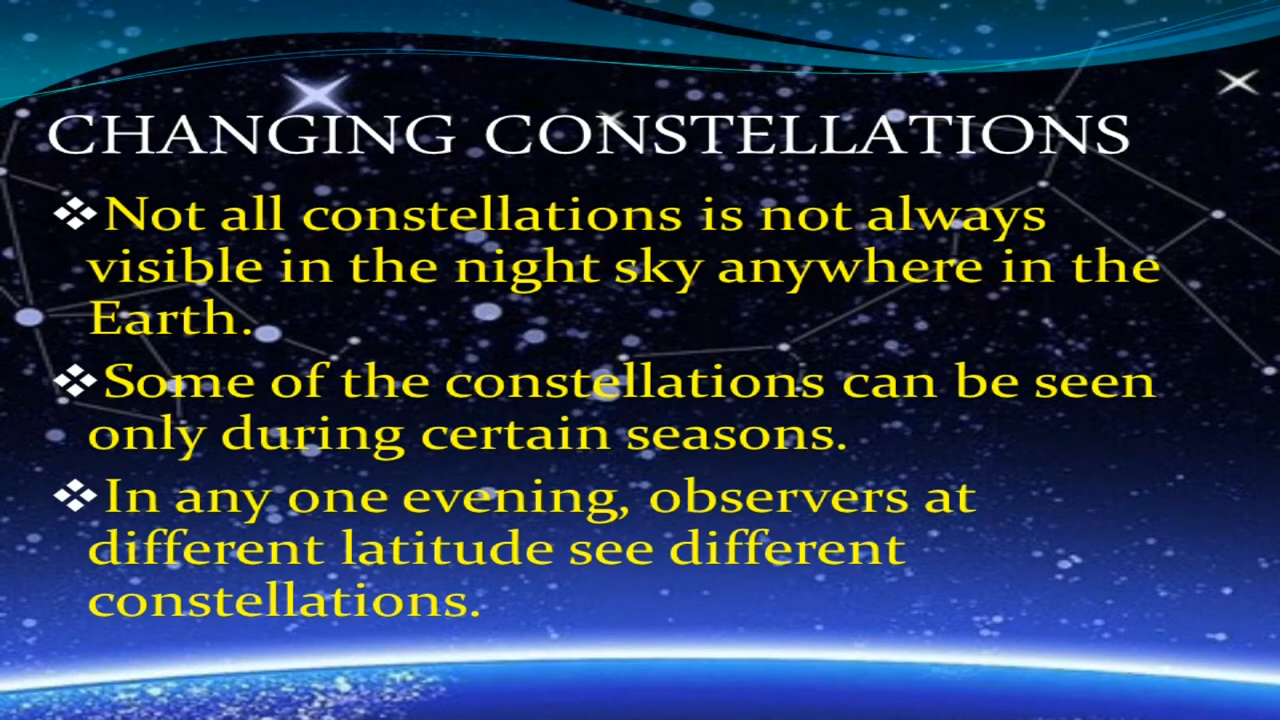 CHANGING CONSTELLATIONS
❖Not all constellations is not always
visible in the night sky anywhere in the
Earth.
❖Some of the constellations can be seen
only during certain seasons.
❖In any one evening, observers at
different latitude see different
constellations.